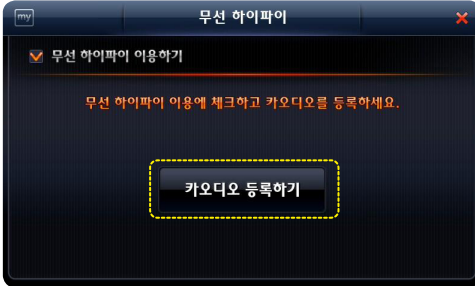 my
무선 하이파이
무선 하이파이 이용하기
무선 하이파이 이용에 체크하고 카오디오를 등록하세요.
카오디오 등록하기